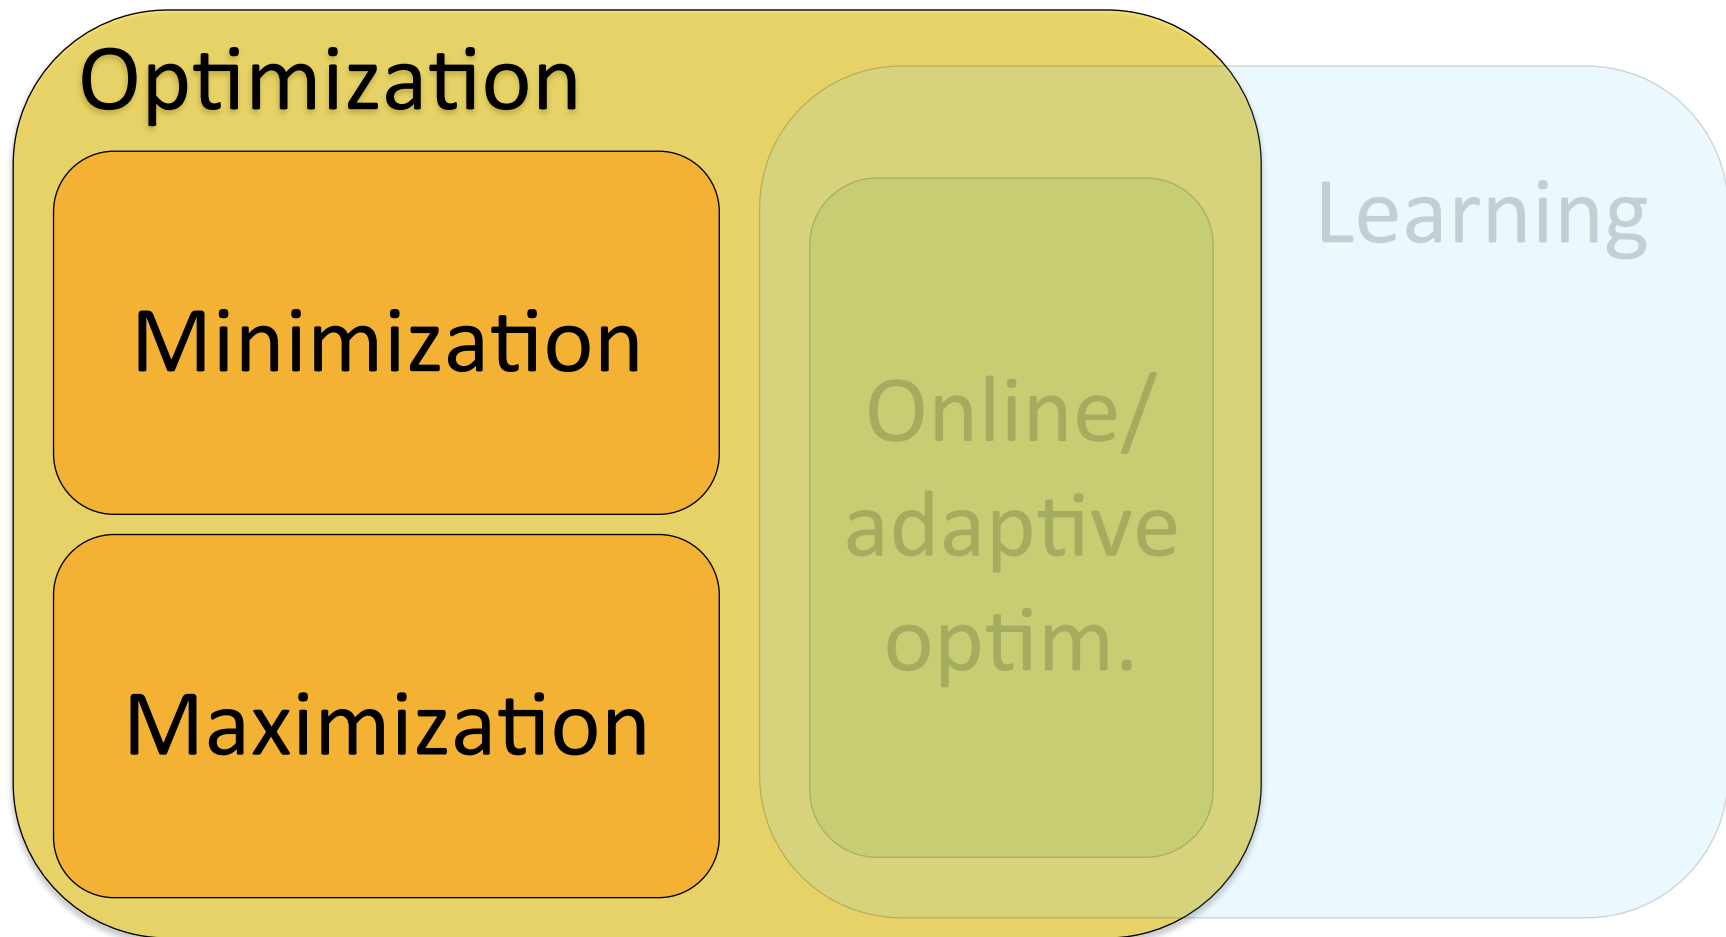 Optimization
Learning
Minimization
Online/
adaptive
optim.
Maximization